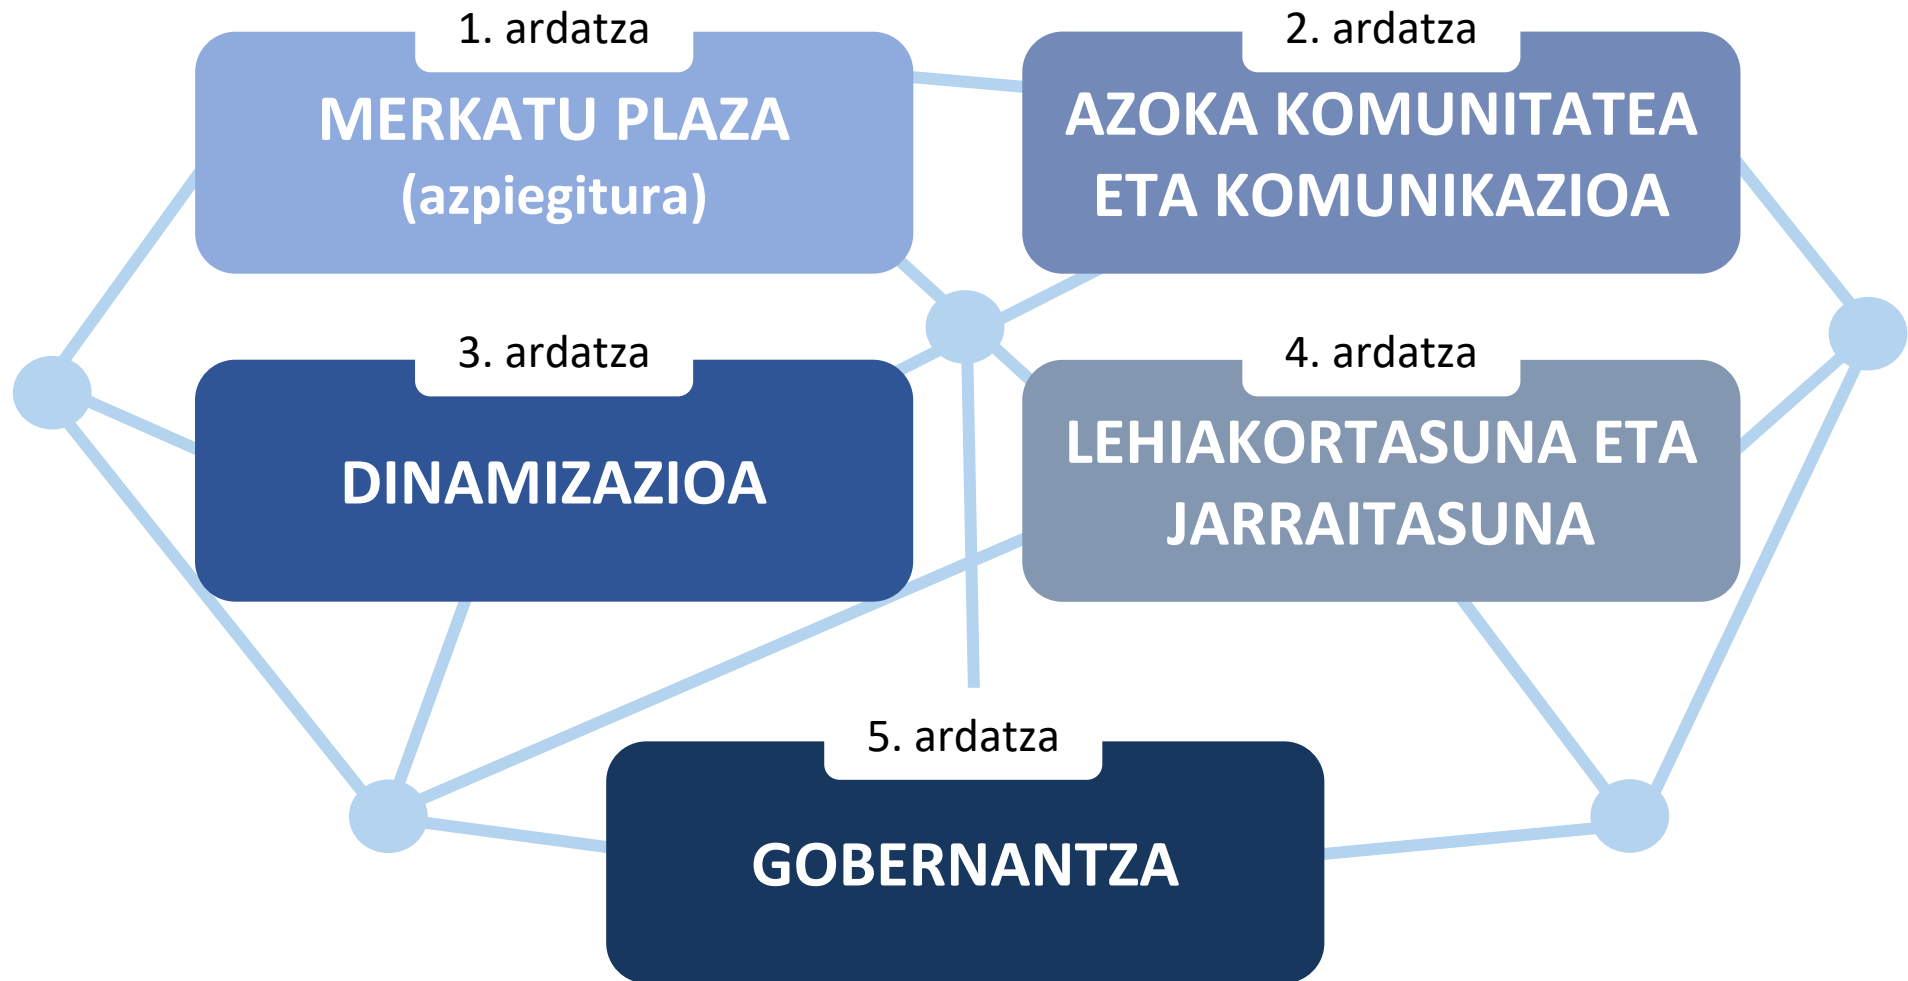 1. ardatza
MERKATU PLAZA
(azpiegitura)
2. ardatza
AZOKA KOMUNITATEA
ETA KOMUNIKAZIOA
3. ardatza
DINAMIZAZIOA
4. ardatza
LEHIAKORTASUNA ETA
JARRAITASUNA
5. ardatza
GOBERNANTZA